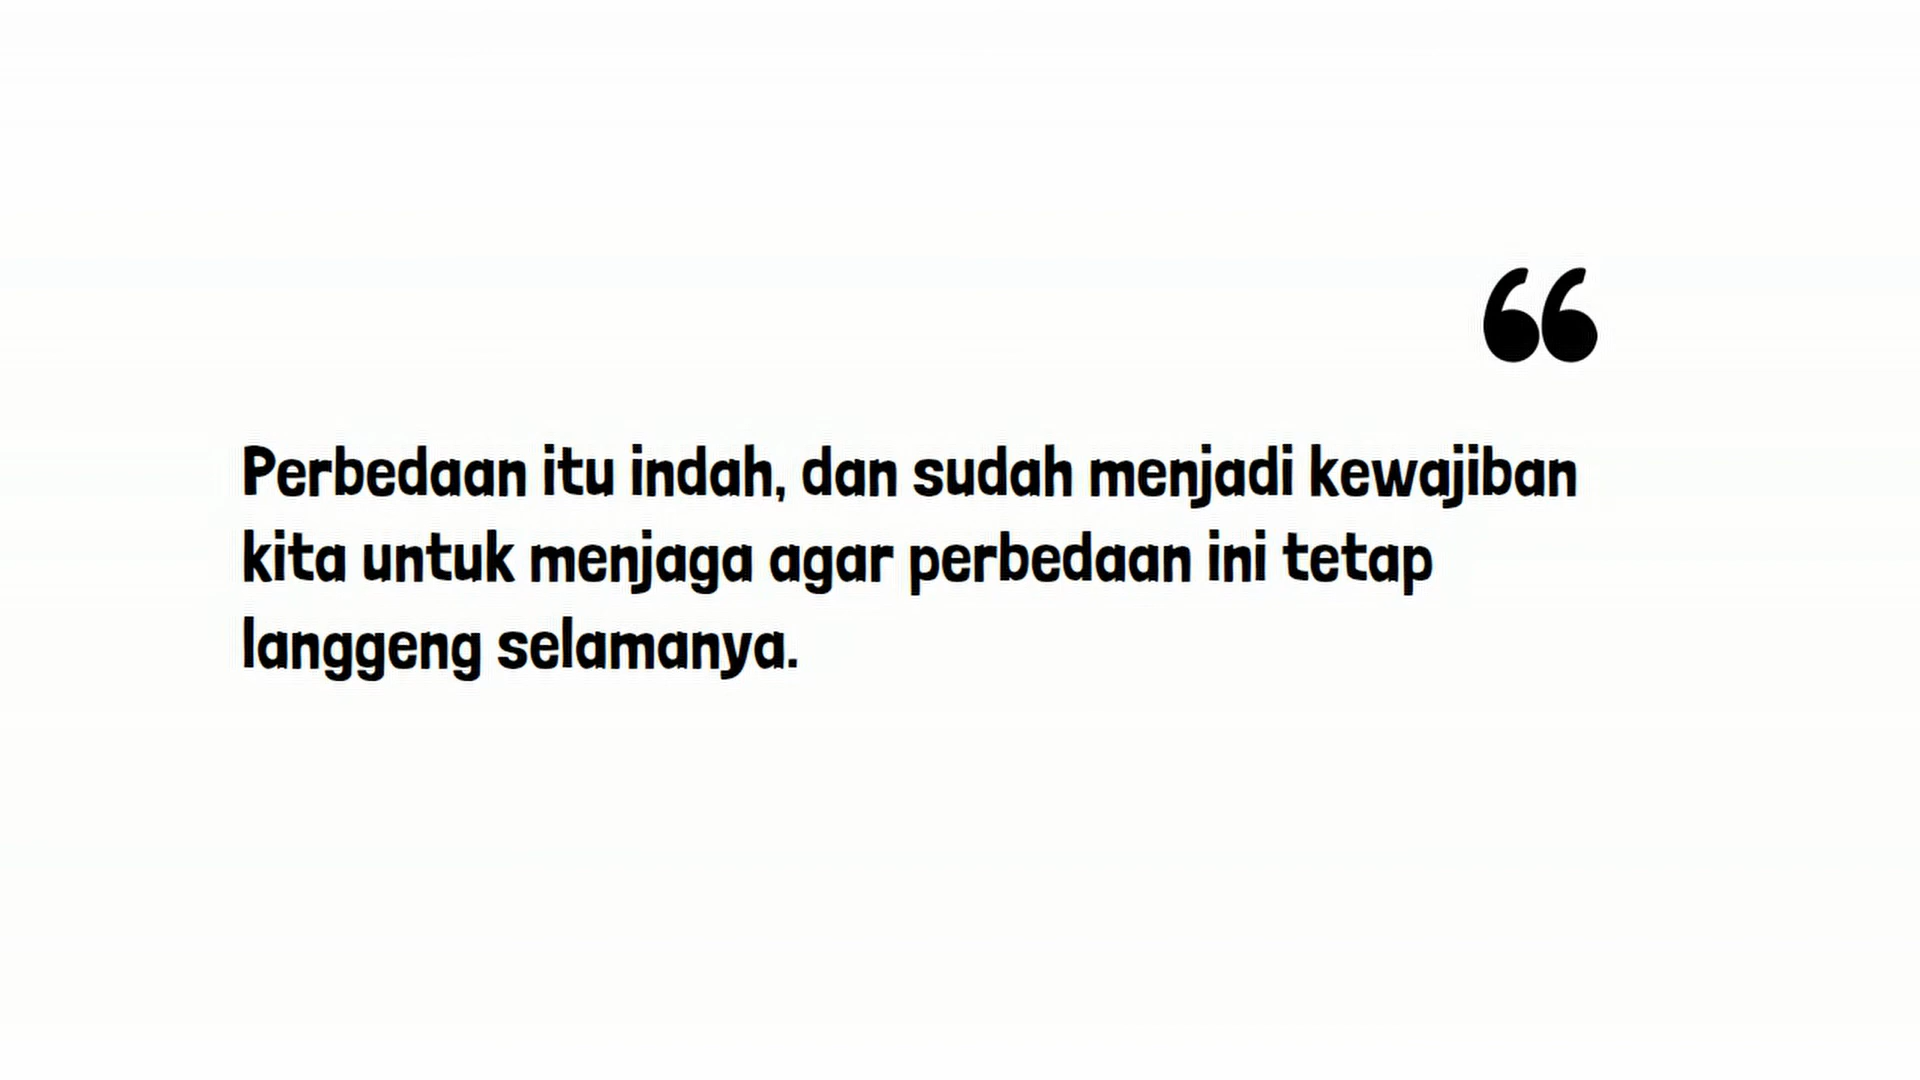 “
Perbedaan itu indah, dan sudah menjadi kewajiban
kita untuk menjaga agar perbedaan ini tetap
langgeng selamanya.